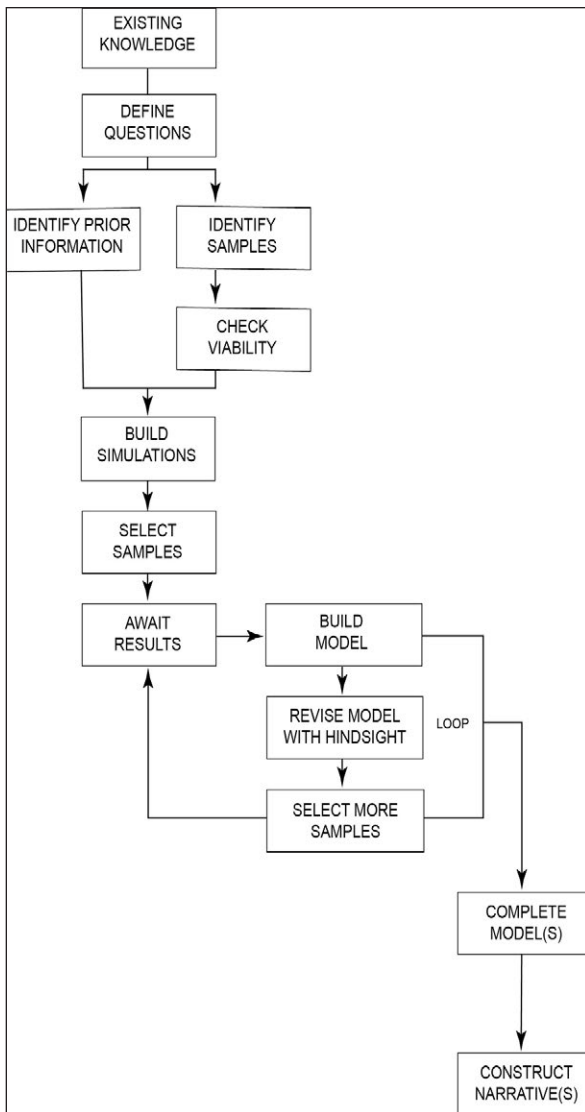 EXISTING
KNOWLEDGE
DEFINE
QUESTIONS
IDENTIFY PRIOR
INFORMATION
IDENTIFY
SAMPLES
CHECK
VIABILITY
BUILD
SIMULATIONS
SELECT
SAMPLES
AWAIT
RESULTS
BUILD
MODEL
REVISE MODEL
WITH HINDSIGHT
LOOP
SELECT MORE
SAMPLES
COMPLETE
MODEL(S)
CONSTRUCT
NARRATIVE(S)